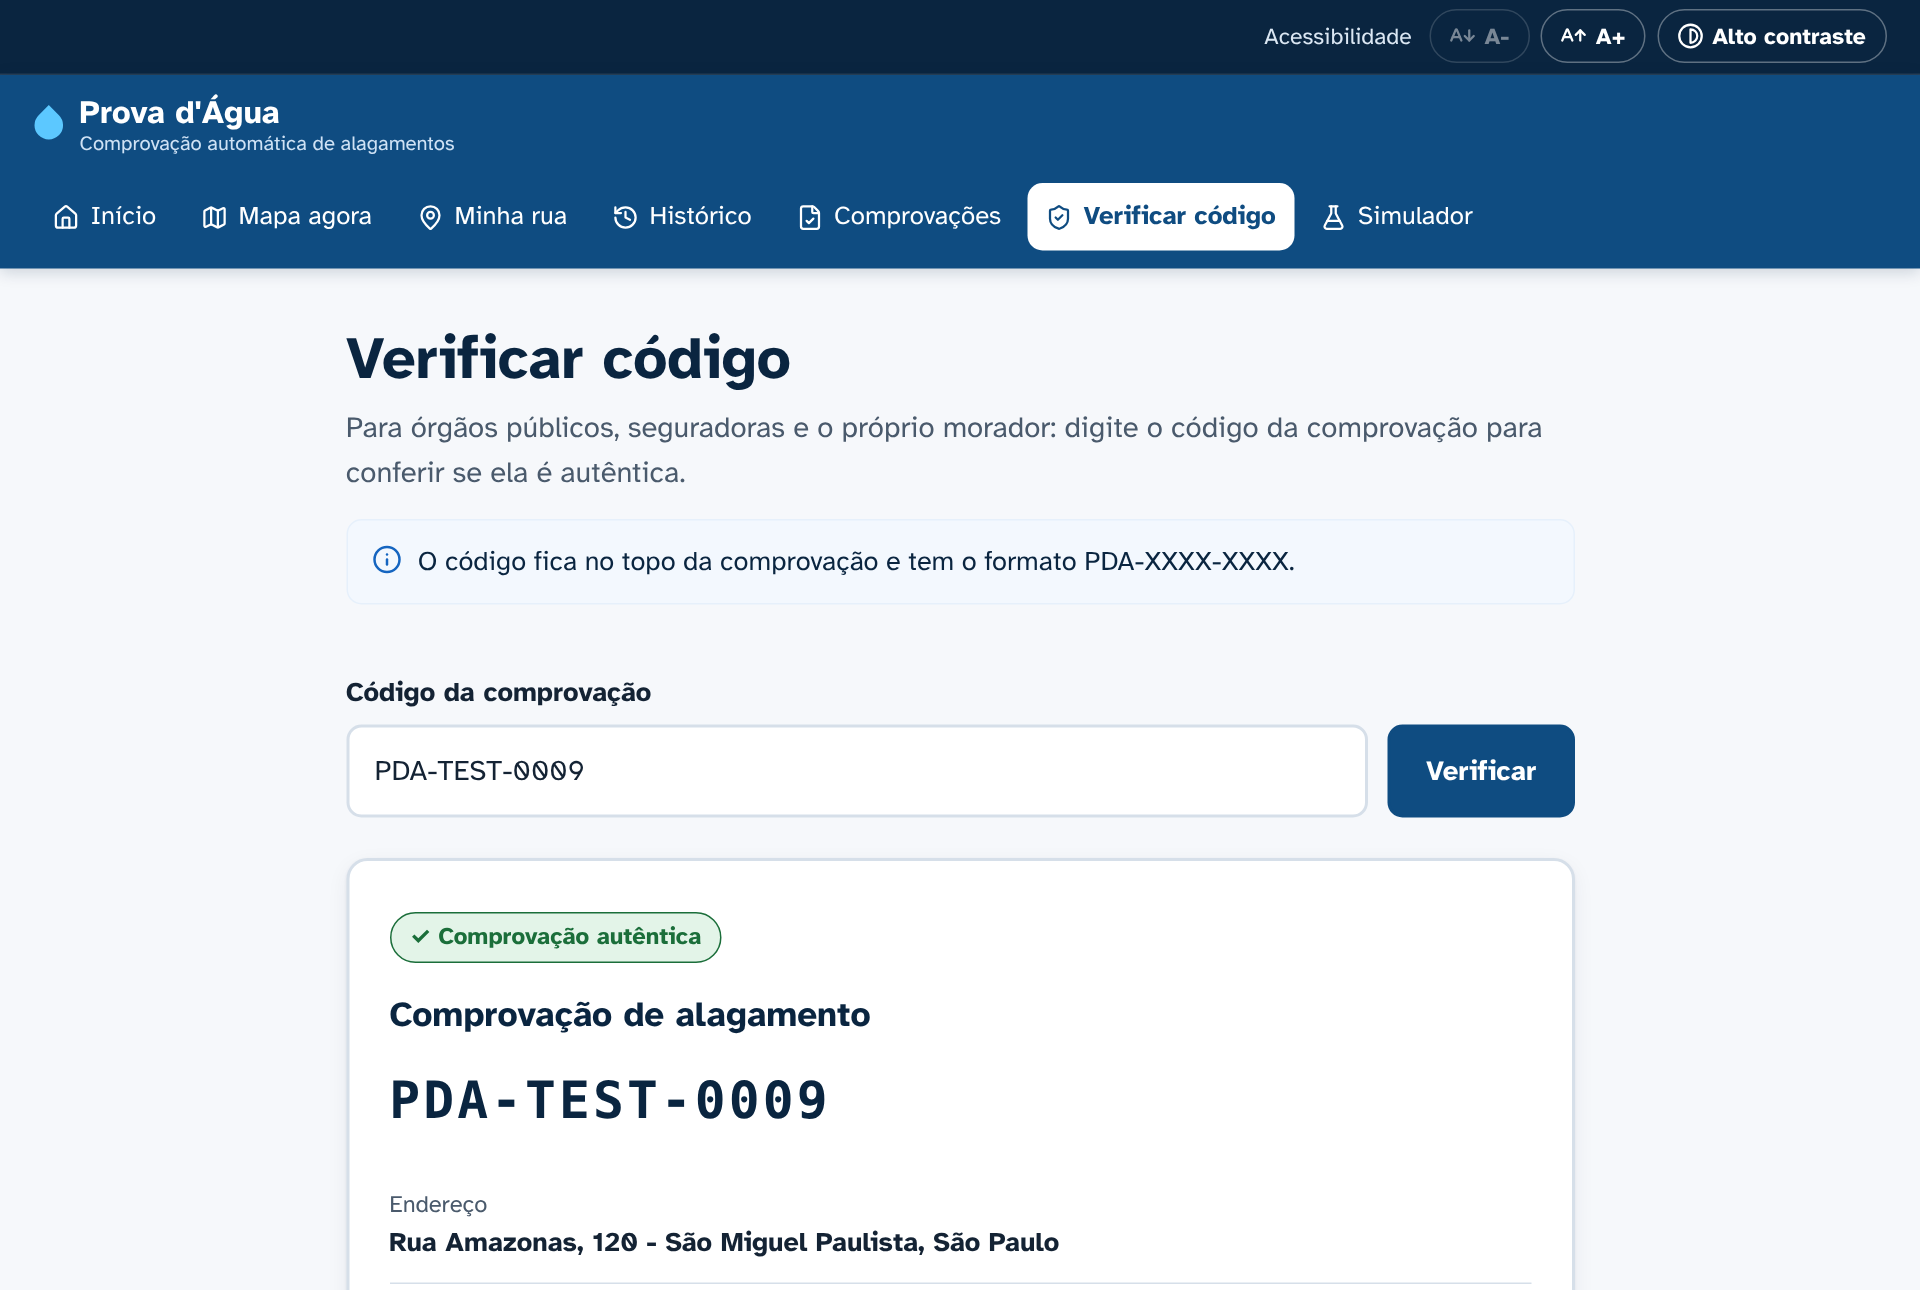 Acessibilidade A↓ A- A↑ A+ Alto contraste
Prova d'Água
Comprovação automática de alagamentos
Início Mapa agora Minha rua Histórico Comprovações Verificar código Simulador
Verificar código
Para órgãos públicos, seguradoras e o próprio morador: digite o código da comprovação para
conferir se ela é autêntica.
O código fica no topo da comprovação e tem o formato PDA-XXXX-XXXX.
Código da comprovação
PDA-TEST-0009 Verificar
Comprovação autêntica
Comprovação de alagamento
PDA-TEST-0009
Endereço
Rua Amazonas, 120 - São Miguel Paulista, São Paulo